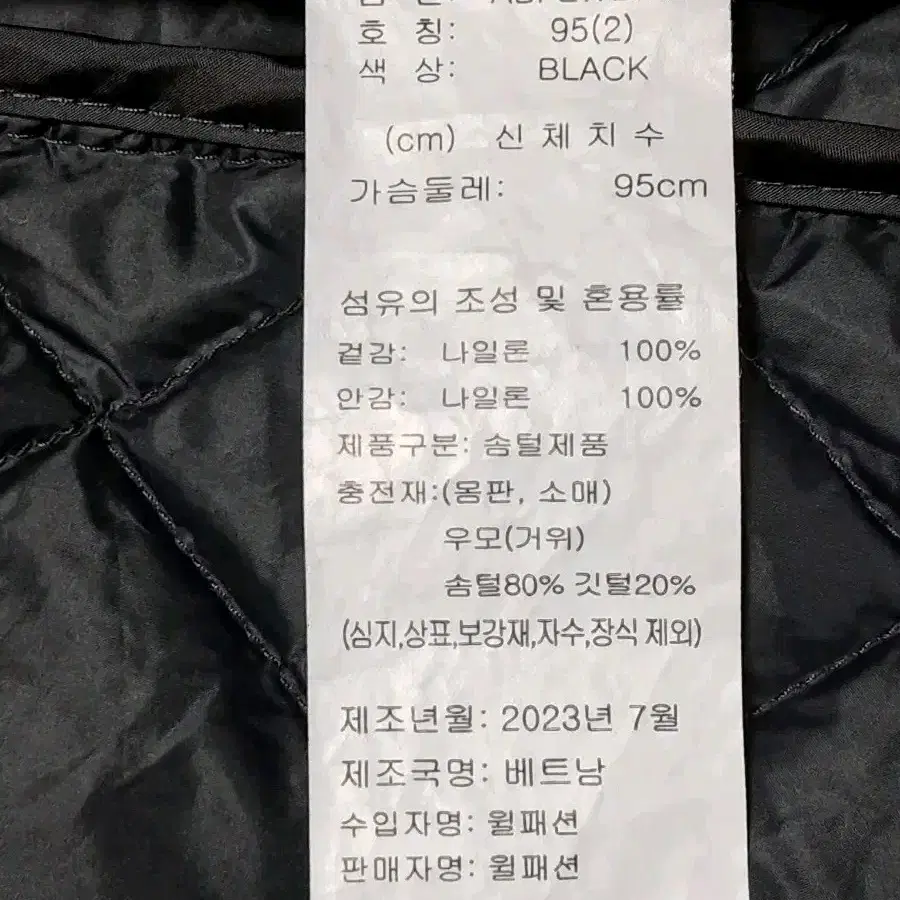 호 칭: 95(2)
색 상: BLACK
(cm) 신 체 치 수
가슴둘레: 95cm
섬유의 조성 및 혼용률
겉감: 나일론 100%
안감: 나일론 100%
제품구분: 솜털제품
충전재:(몸판, 소매)
우모(거위)
솜털80% 깃털20%
(심지,상표,보강재,자수,장식 제외)
제조년월: 2023년 7월
제조국명: 베트남
수입자명: 윌패션
판매자명: 윌패션